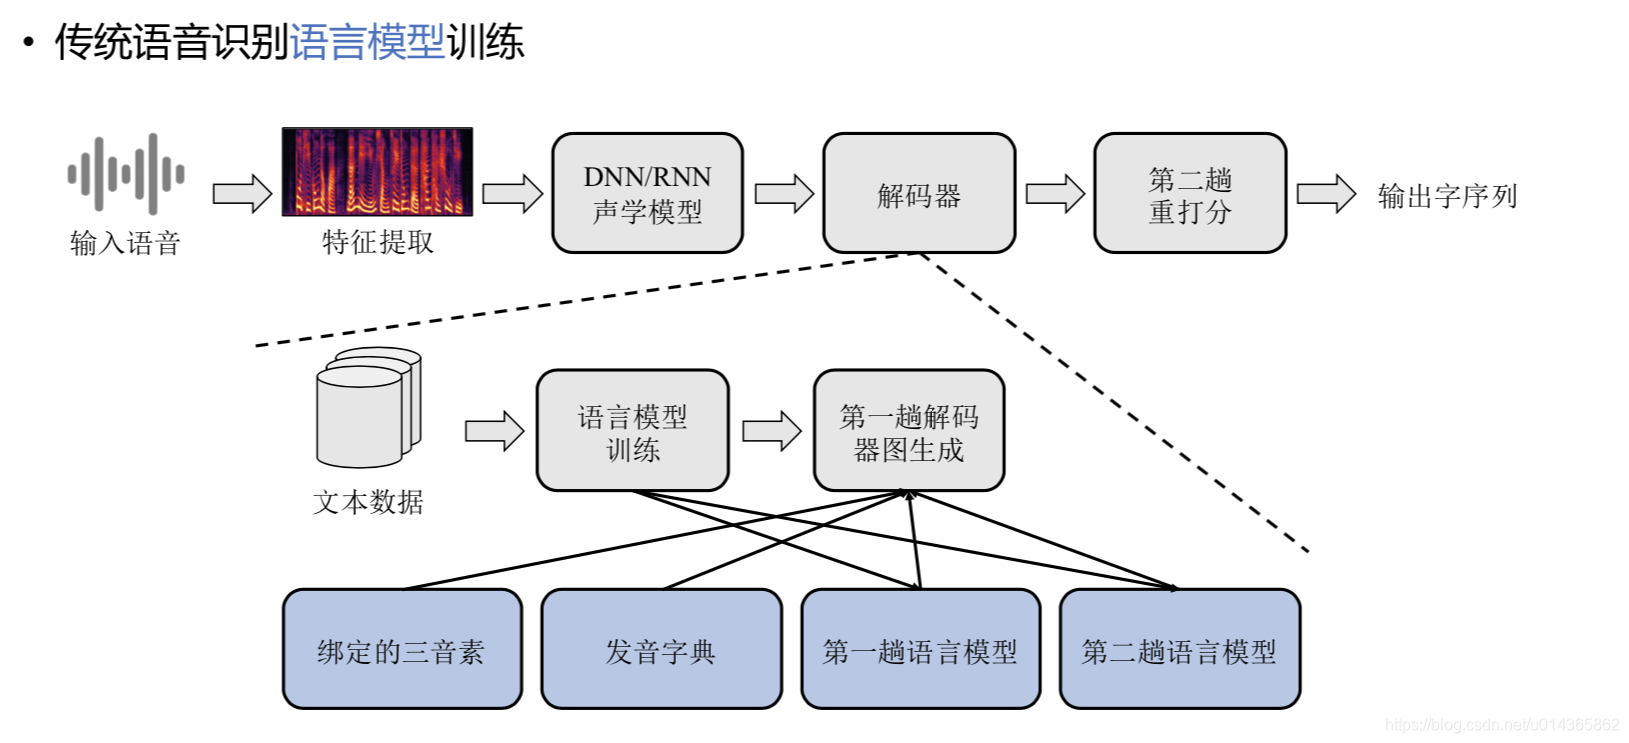 • 传统语音识别语言模型训练
输入语音
特征提取
DNN/RNN
声学模型
解码器
第二趟
重打分
输出字序列
文本数据
语言模型
训练
第一趟解码
器图生成
绑定的三音素
发音字典
第一趟语言模型
第二趟语言模型
https://blog.csdn.net/u014365862